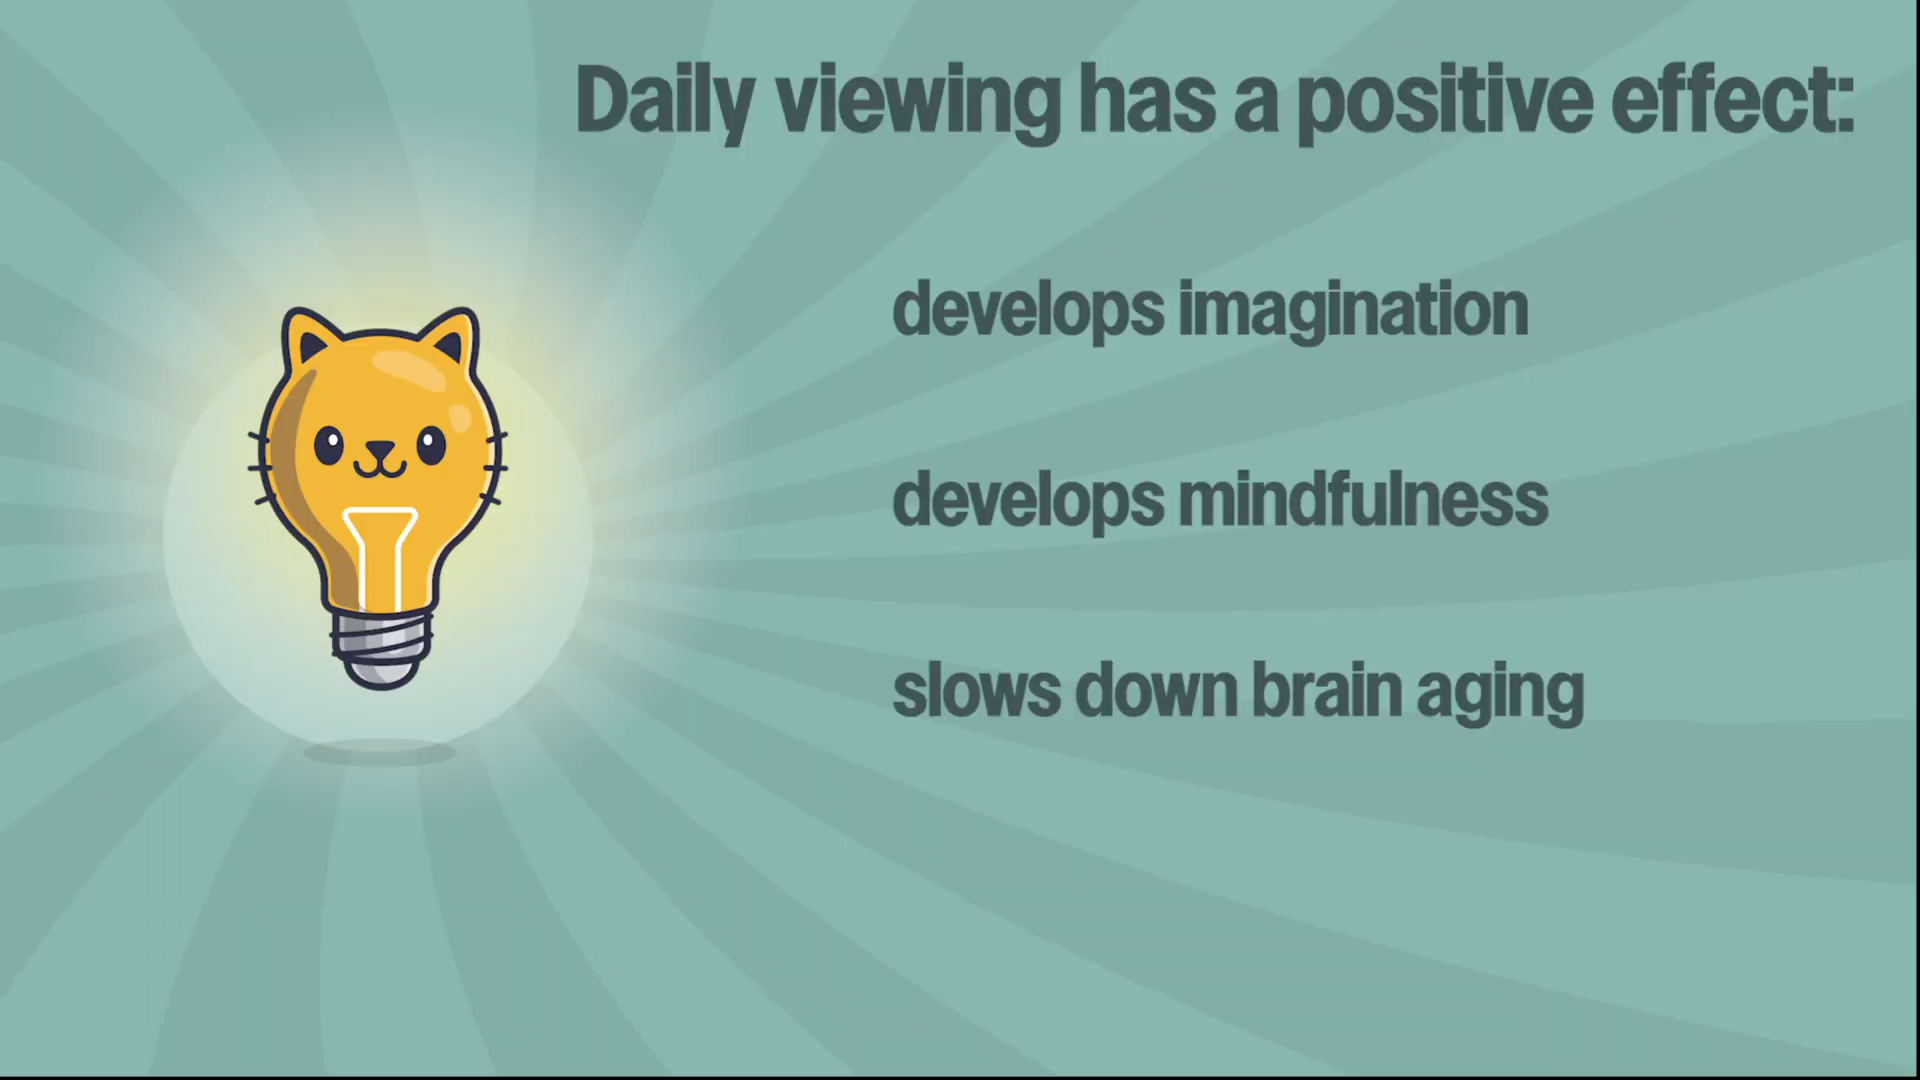 Daily viewing has a positive effect:
develops imagination
develops mindfulness
slows down brain aging